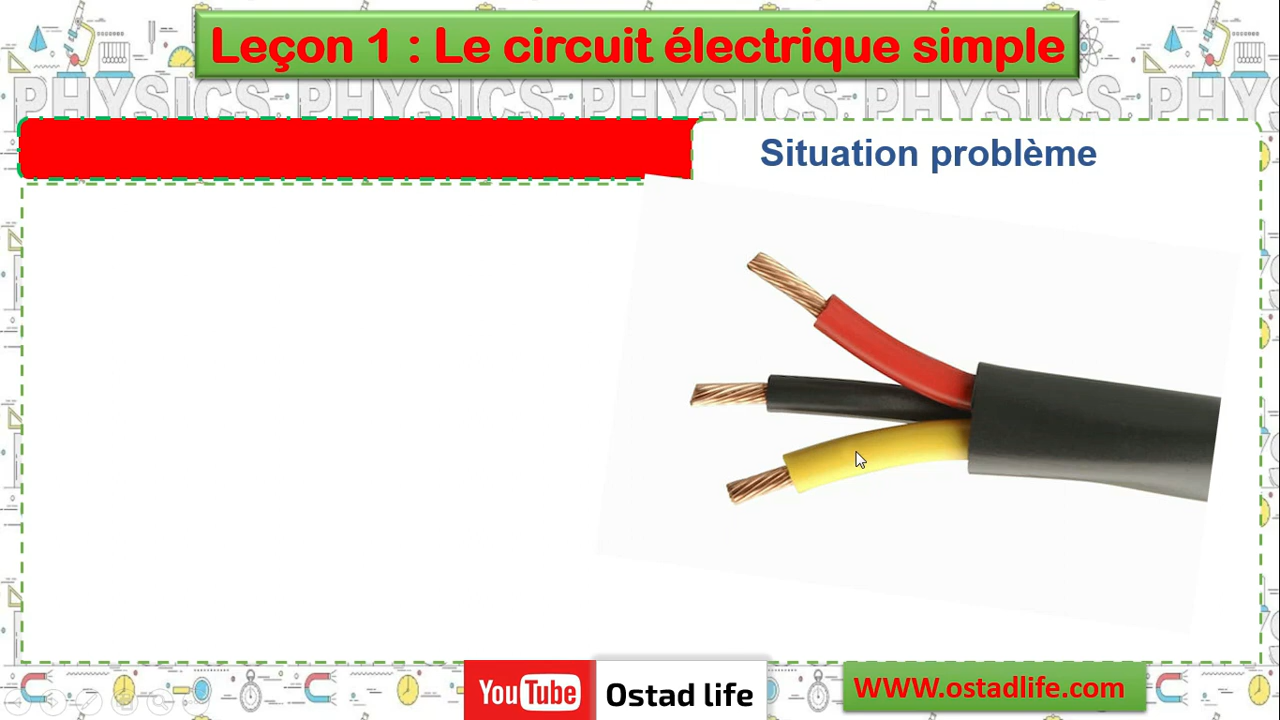 Leçon 1 : Le circuit électrique simple
PHYSICS. PHYSICS. PHYSICS. PHYSICS. PHY
Situation problème
YouTube Ostad life
WWW.ostadlife.com